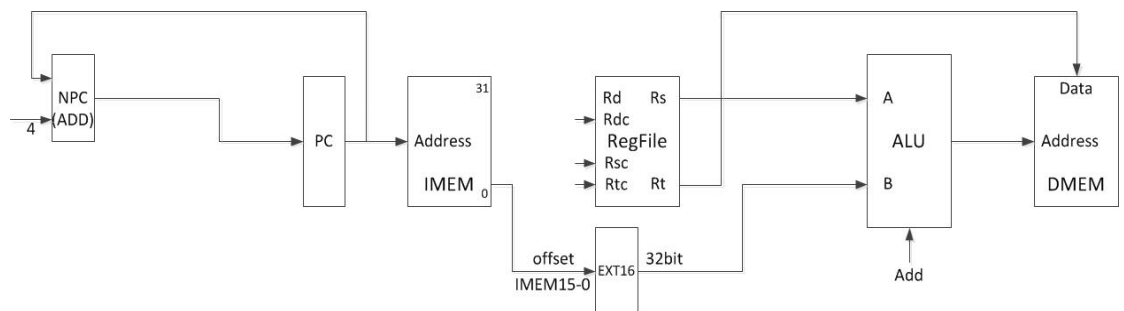 NPC
(ADD)
4
PC
31
Address
IMEM
0
Rd Rs
Rdc
RegFile
Rsc
Rtc Rt
offset
IMEM15-0
EXT16
32bit
A
ALU
B
Add
Data
Address
DMEM